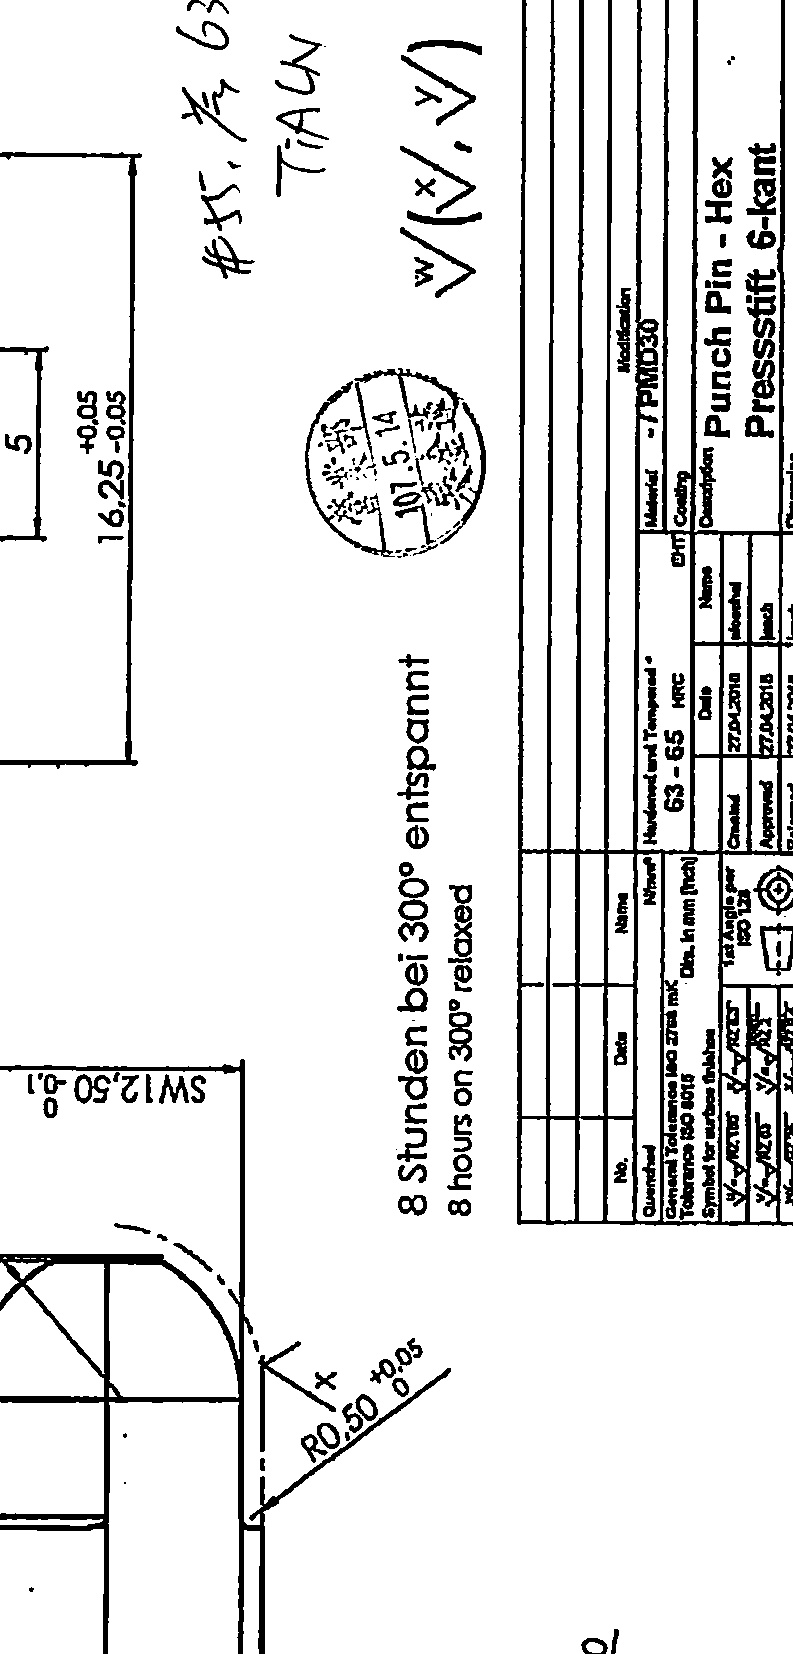 TiALN
w (x, y)
5
16,25 +0,05 -0,05
107.5.14
8 Stunden bei 300° entspannt
8 hours on 300° relaxed
SW12,50 0 -0,1
x
R0,50 +0,05 0
No. Date Name Modification
Quenched
Hardened and Tempered
63 - 65 HRC
EHT
Material - / PMD30
Coating
General Tolerance ISO 2768 mK
Tolerance ISO 8015
Dim. in mm [inch]
Symbol for surface finishes
1st Angle per
ISO 128
Date Name
Created 27.04.2018
Approved 27.04.2018
Description
Punch Pin - Hex
Pressstift 6-kant